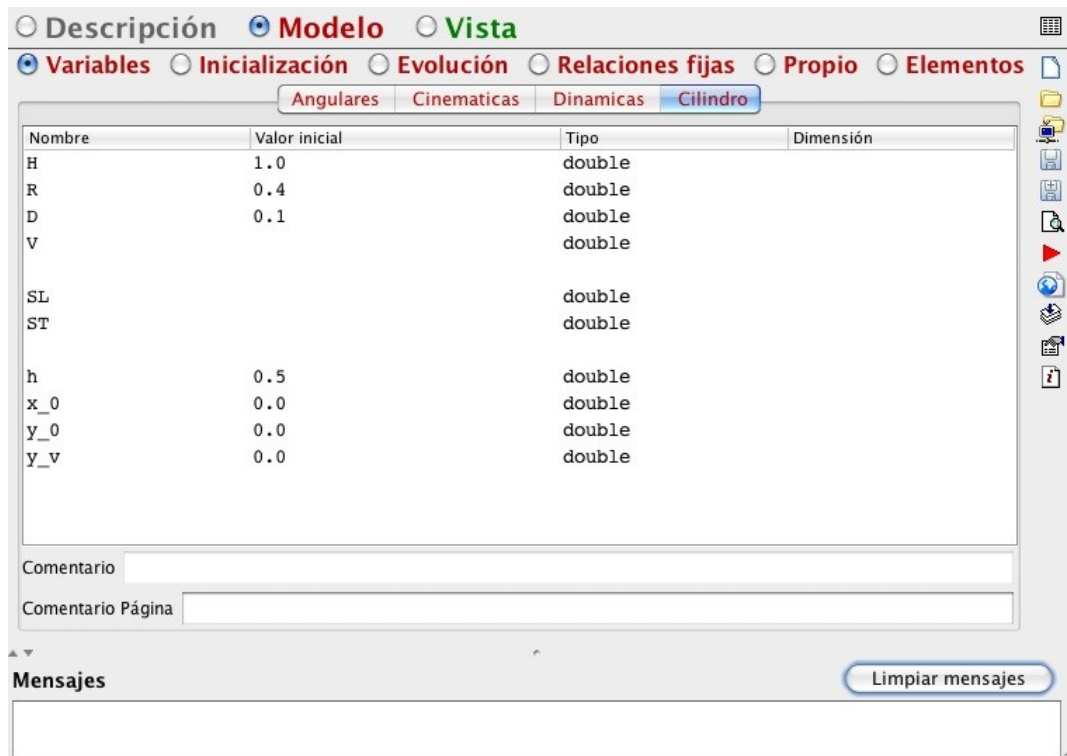 Descripción Modelo Vista
Variables Inicialización Evolución Relaciones fijas Propio Elementos
Angulares Cinematicas Dinamicas Cilindro
Nombre Valor inicial Tipo Dimensión
H 1.0 double
R 0.4 double
D 0.1 double
V double
SL double
ST double
h 0.5 double
x_0 0.0 double
y_0 0.0 double
y_v 0.0 double
Comentario
Comentario Página
Mensajes Limpiar mensajes